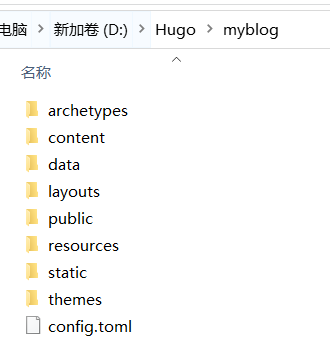 电脑 > 新加卷 (D:) > Hugo > myblog
名称
archetypes
content
data
layouts
public
resources
static
themes
config.toml